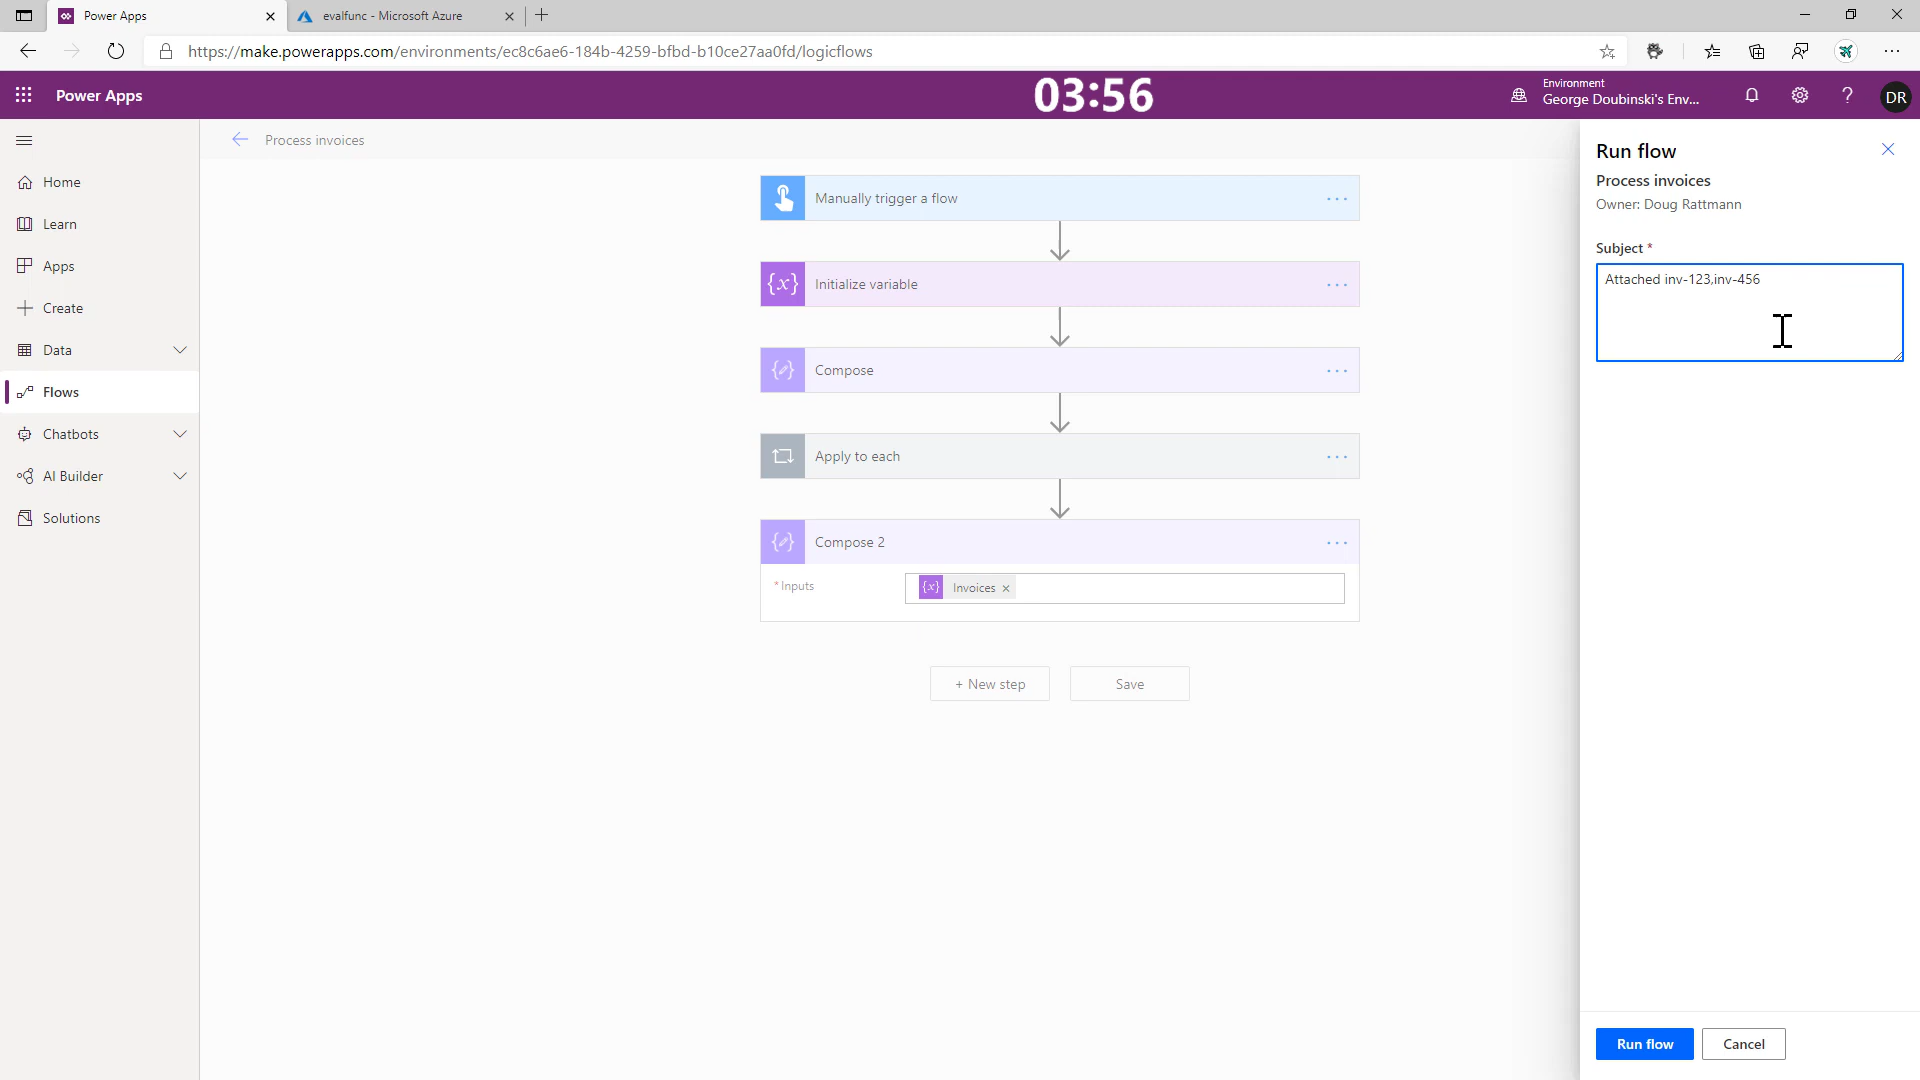 Power Apps
evalfunc - Microsoft Azure
https://make.powerapps.com/environments/ec8c6ae6-184b-4259-bfbd-b10ce27aa0fd/logicflows
Power Apps
03:56
Environment
George Doubinski's Env...
DR
Home
Learn
Apps
Create
Data
Flows
Chatbots
AI Builder
Solutions
Process invoices
Manually trigger a flow
Initialize variable
Compose
Apply to each
Compose 2
* Inputs
Invoices
+ New step
Save
Run flow
Process invoices
Owner: Doug Rattmann
Subject *
Attached inv-123,inv-456
Run flow
Cancel